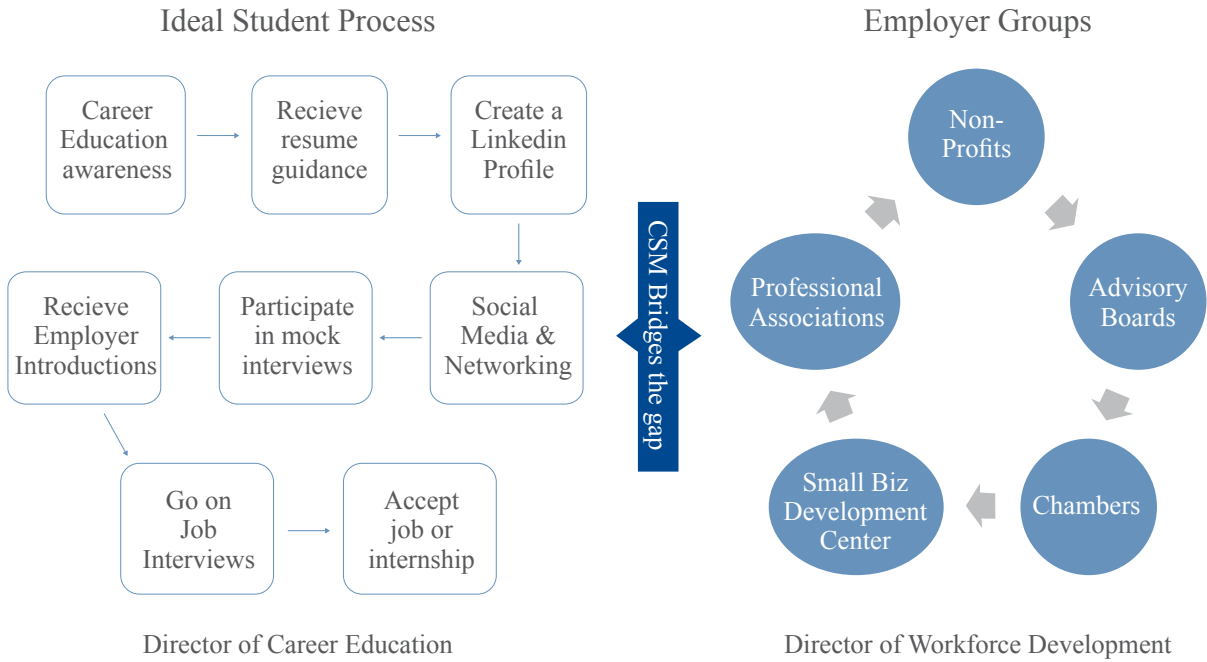 Ideal Student Process
Career
Education
awareness
Recieve
resume
guidance
Create a
Linkedin
Profile
Recieve
Employer
Introductions
Participate
in mock
interviews
Social
Media &
Networking
Go on
Job
Interviews
Accept
job or
internship
Director of Career Education
CSM Bridges the gap
Employer Groups
Non-
Profits
Advisory
Boards
Chambers
Small Biz
Development
Center
Professional
Associations
Director of Workforce Development